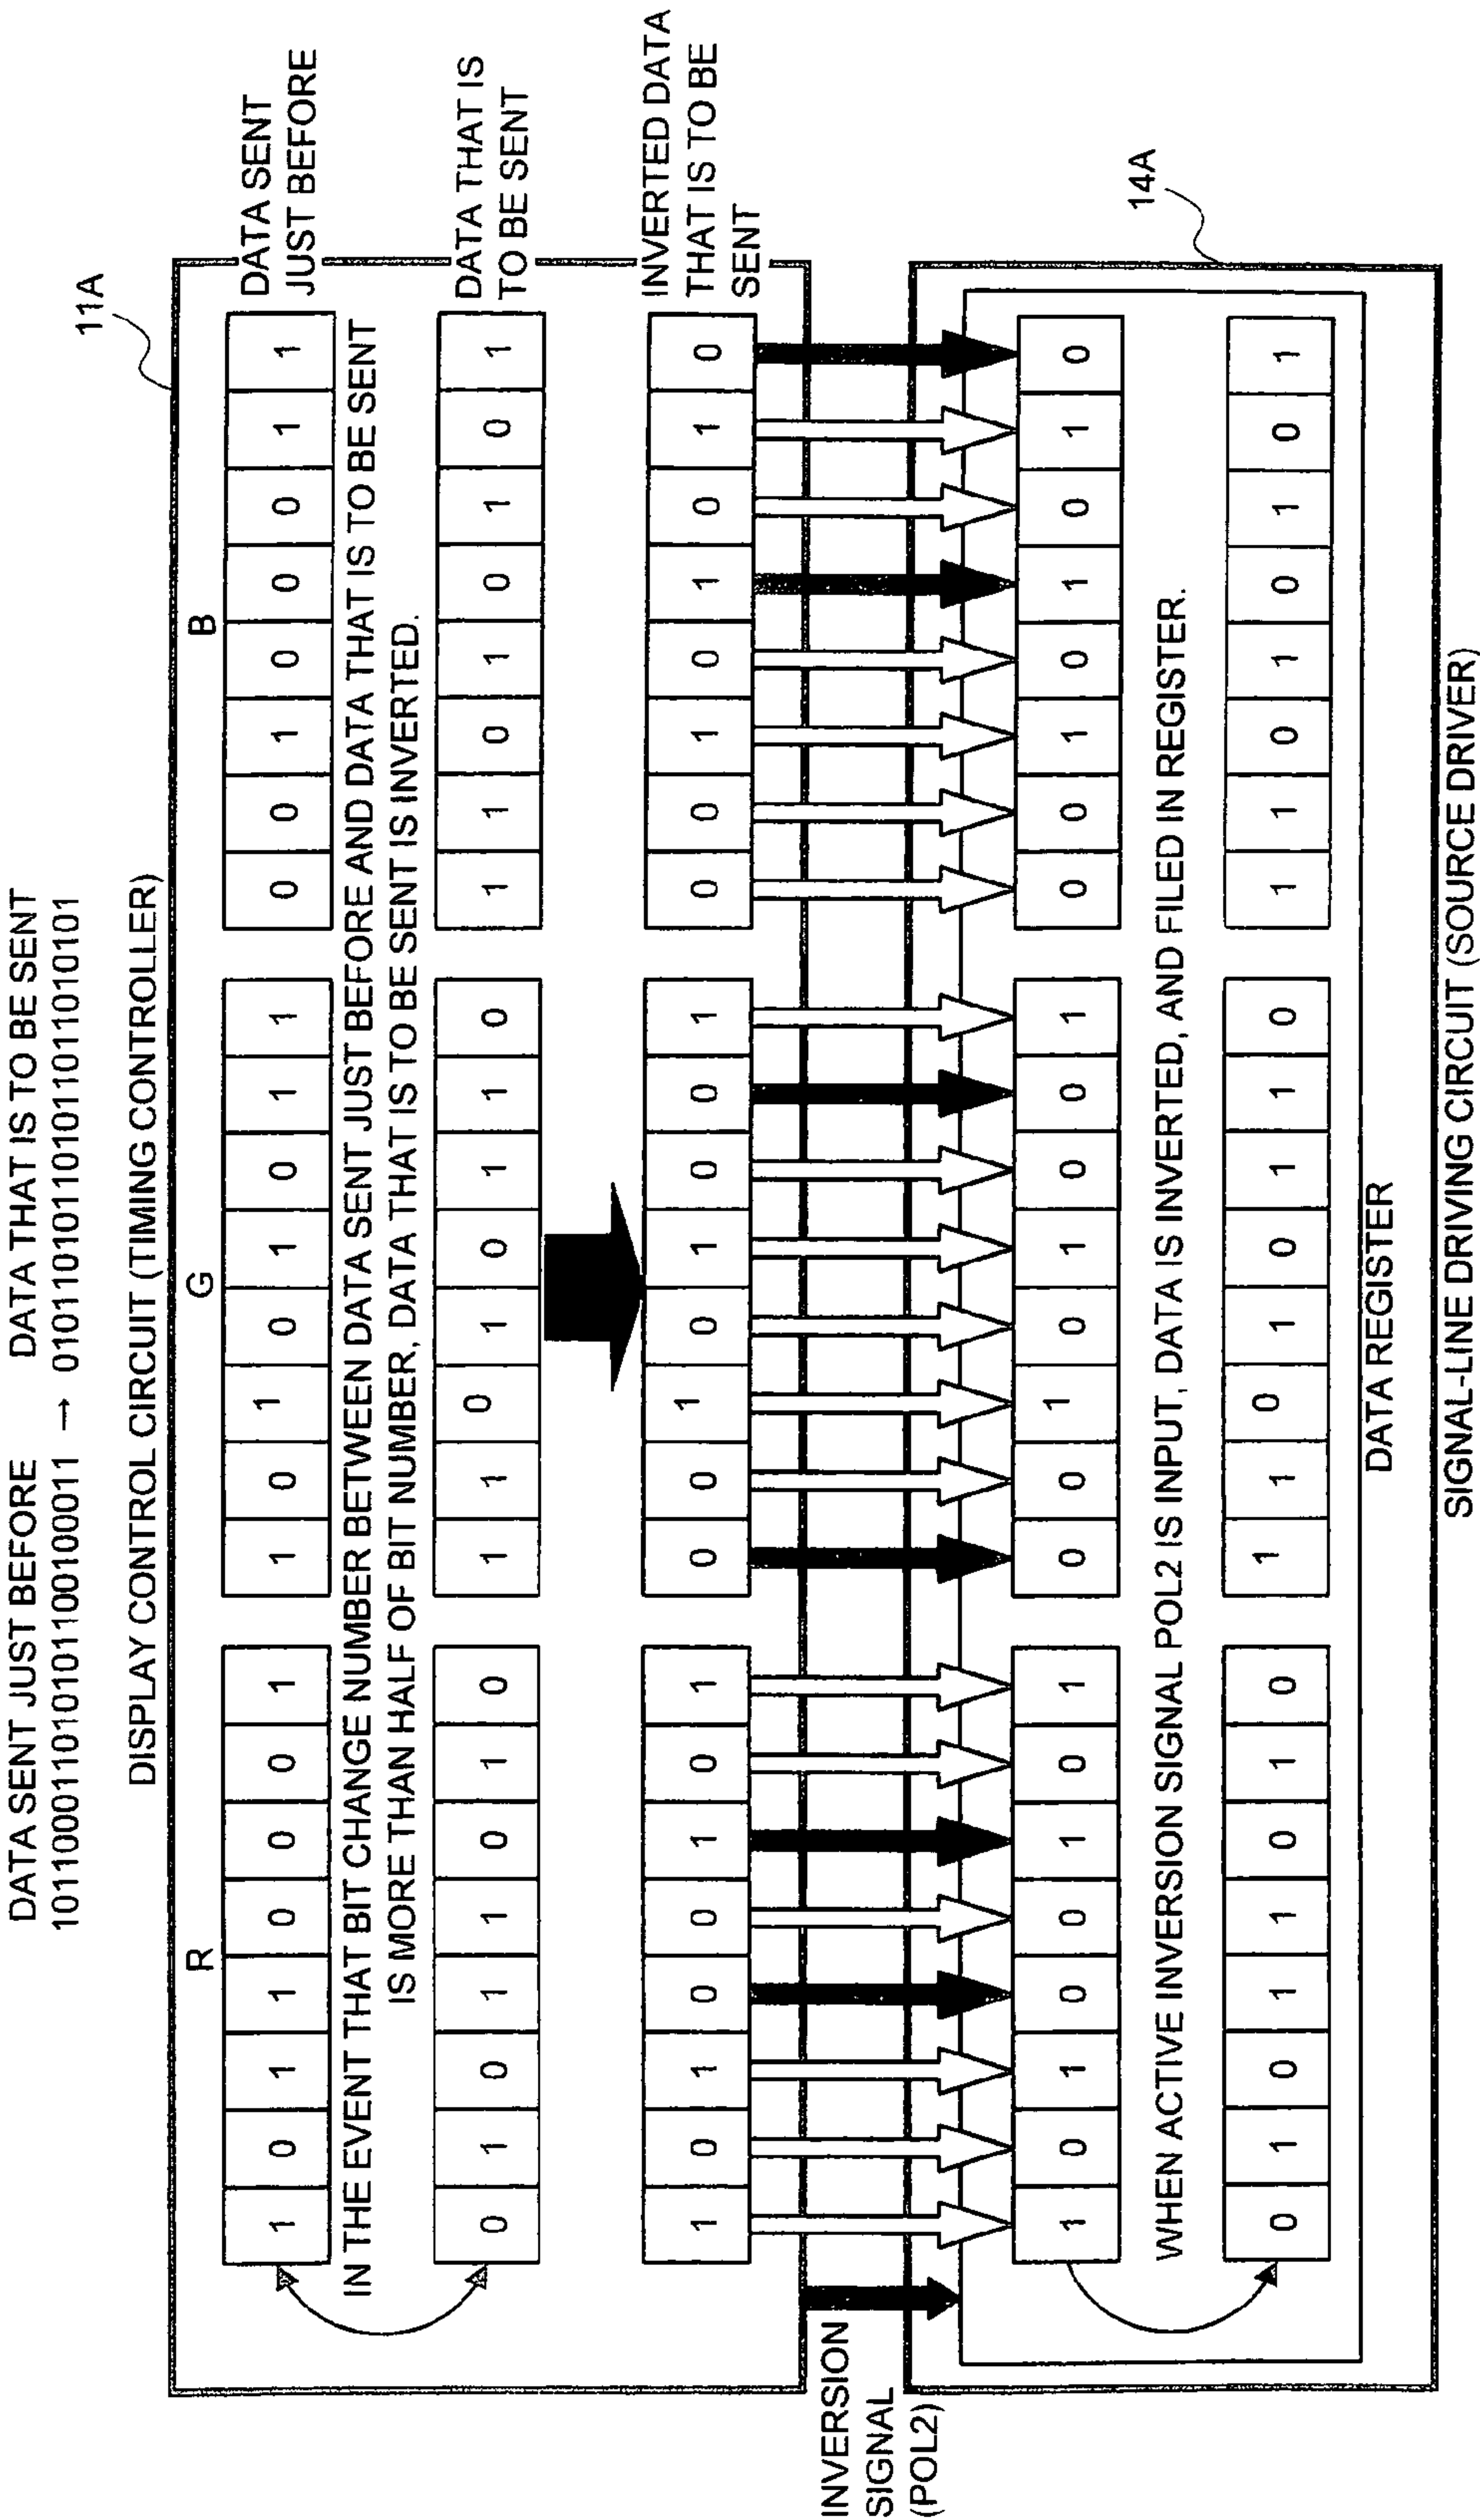 DATA SENT JUST BEFORE DATA THAT IS TO BE SENT
101100011010101100100011 → 010110101101011011010101
DISPLAY CONTROL CIRCUIT (TIMING CONTROLLER)
11A
R G B
1 0 1 1 0 0 0 1 1 0 1 0 1 0 1 1 0 0 1 0 0 0 1 1
DATA SENT
JUST BEFORE
IN THE EVENT THAT BIT CHANGE NUMBER BETWEEN DATA SENT JUST BEFORE AND DATA THAT IS TO BE SENT
IS MORE THAN HALF OF BIT NUMBER, DATA THAT IS TO BE SENT IS INVERTED.
0 1 0 1 1 0 1 0 1 1 0 1 0 1 1 0 1 1 0 1 0 1 0 1
DATA THAT IS
TO BE SENT
1 0 1 0 0 1 0 1 0 0 1 0 1 0 0 1 0 0 1 0 1 0 1 0
INVERTED DATA
THAT IS TO BE
SENT
INVERSION
SIGNAL
(POL2)
14A
1 0 1 0 0 1 0 1 0 0 1 0 1 0 0 1 0 0 1 0 1 0 1 0
WHEN ACTIVE INVERSION SIGNAL POL2 IS INPUT, DATA IS INVERTED, AND FILED IN REGISTER.
0 1 0 1 1 0 1 0 1 1 0 1 0 1 1 0 1 1 0 1 0 1 0 1
DATA REGISTER
SIGNAL-LINE DRIVING CIRCUIT (SOURCE DRIVER)